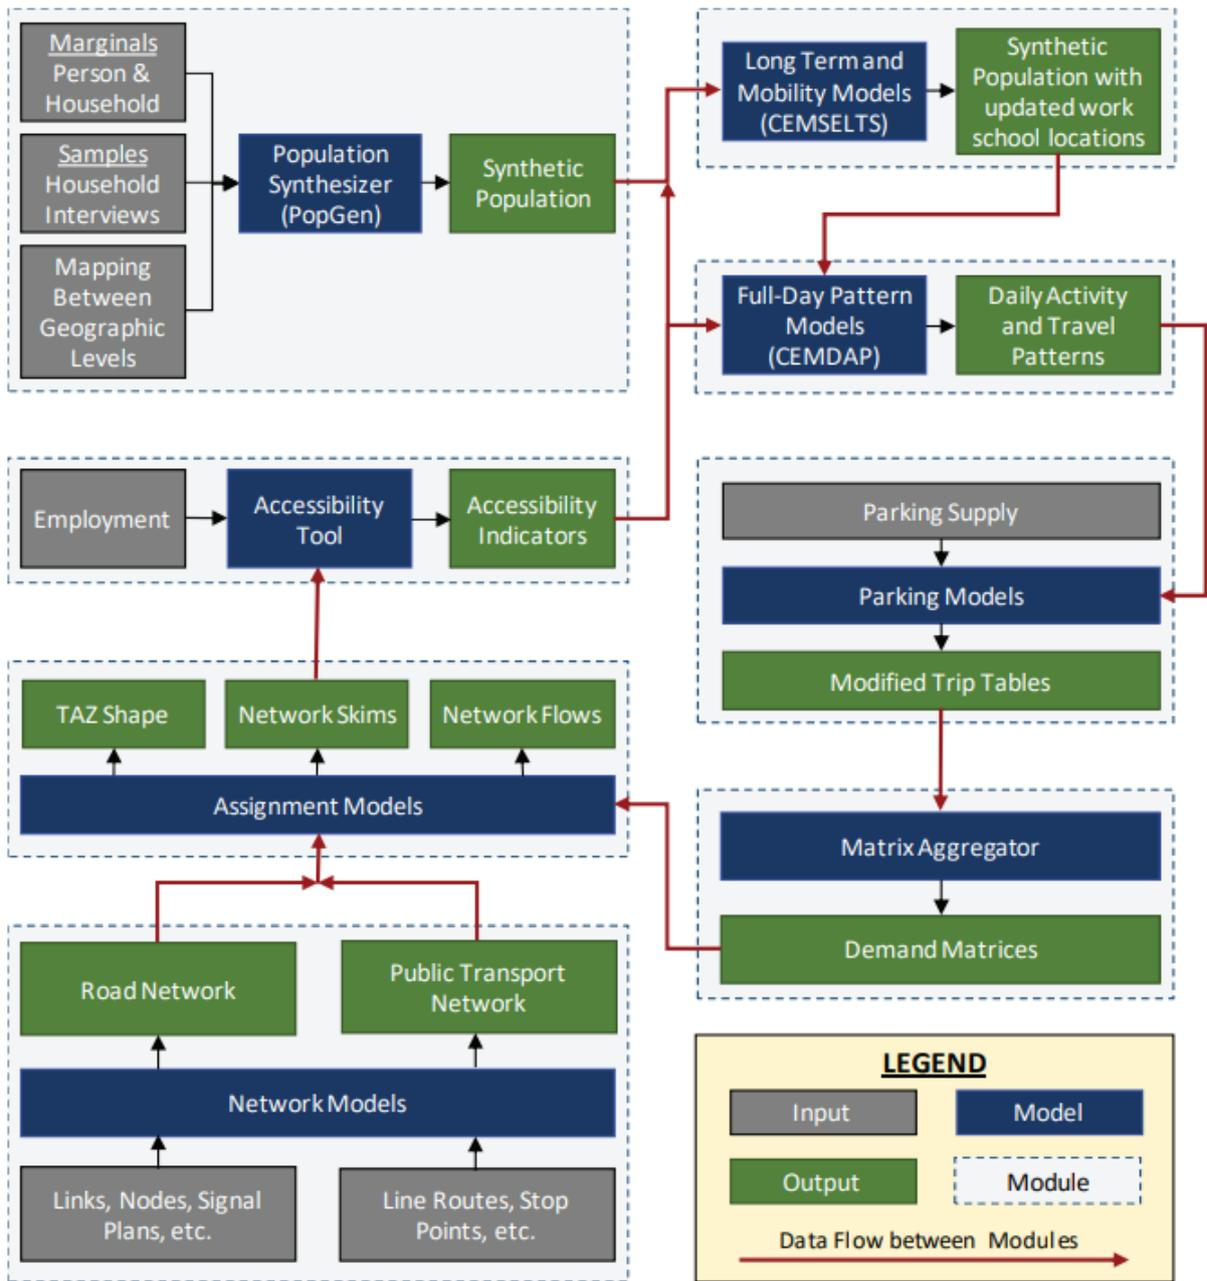 Marginals
Person &
Household
Samples
Household
Interviews
Mapping
Between
Geographic
Levels
Population
Synthesizer
(PopGen)
Synthetic
Population
Long Term and
Mobility Models
(CEMSELTS)
Synthetic
Population with
updated work
school locations
Full-Day Pattern
Models
(CEMDAP)
Daily Activity
and Travel
Patterns
Employment
Accessibility
Tool
Accessibility
Indicators
Parking Supply
Parking Models
Modified Trip Tables
TAZ Shape
Network Skims
Network Flows
Assignment Models
Matrix Aggregator
Demand Matrices
Road Network
Public Transport
Network
Network Models
Links, Nodes, Signal
Plans, etc.
Line Routes, Stop
Points, etc.
LEGEND
Input
Model
Output
Module
Data Flow between Modules